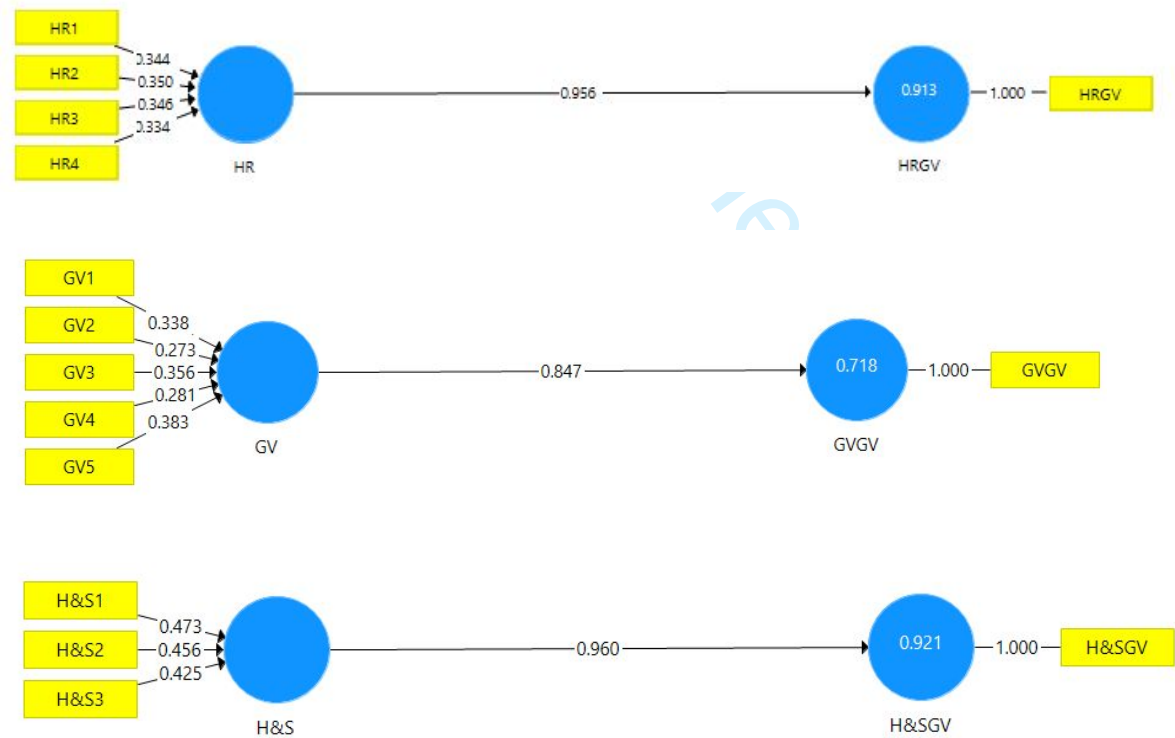 HR1
0.344
HR2
0.350
HR3
0.346
HR4
0.334
HR
0.956
0.913
HRGV
1.000
HRGV
GV1
0.338
GV2
0.273
GV3
0.356
GV4
0.281
GV5
0.383
GV
0.847
0.718
GVGV
1.000
GVGV
H&S1
0.473
H&S2
0.456
H&S3
0.425
H&S
0.960
0.921
H&SGV
1.000
H&SGV